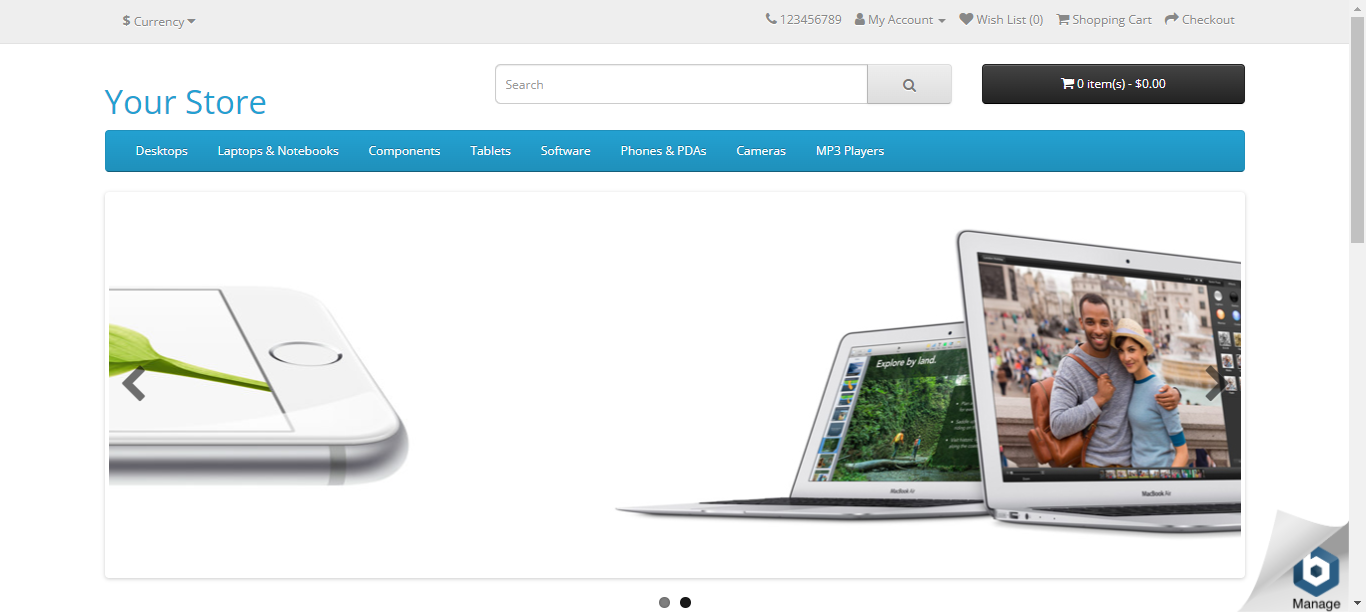 $ Currency
123456789 My Account Wish List (0) Shopping Cart Checkout
Your Store
Search
0 item(s) - $0.00
Desktops Laptops & Notebooks Components Tablets Software Phones & PDAs Cameras MP3 Players
Explore by land.
MacBook Air
MacBook Air
Manage